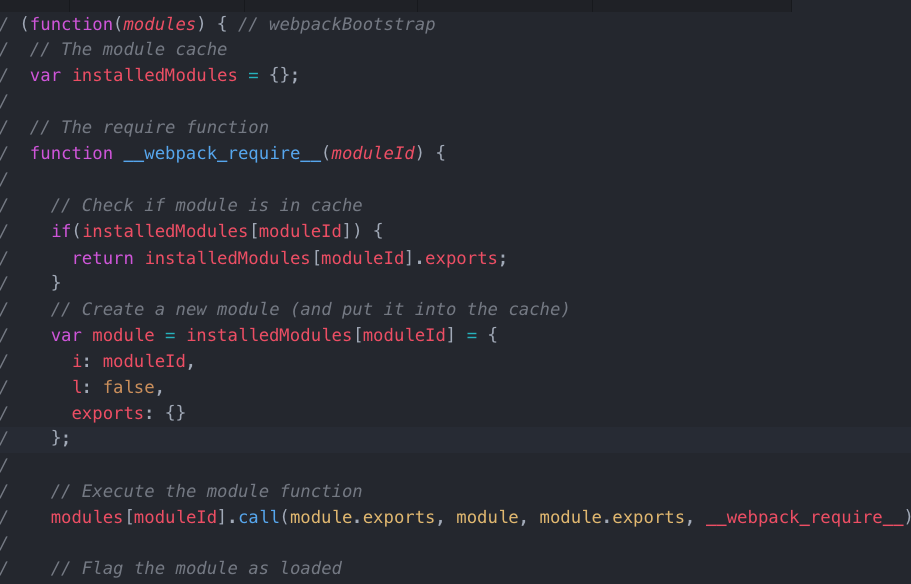 / (function(modules) { // webpackBootstrap
/  // The module cache
/  var installedModules = {};
/
/  // The require function
/  function __webpack_require__(moduleId) {
/
/    // Check if module is in cache
/    if(installedModules[moduleId]) {
/      return installedModules[moduleId].exports;
/    }
/    // Create a new module (and put it into the cache)
/    var module = installedModules[moduleId] = {
/      i: moduleId,
/      l: false,
/      exports: {}
/    };
/
/    // Execute the module function
/    modules[moduleId].call(module.exports, module, module.exports, __webpack_require__)
/
/    // Flag the module as loaded